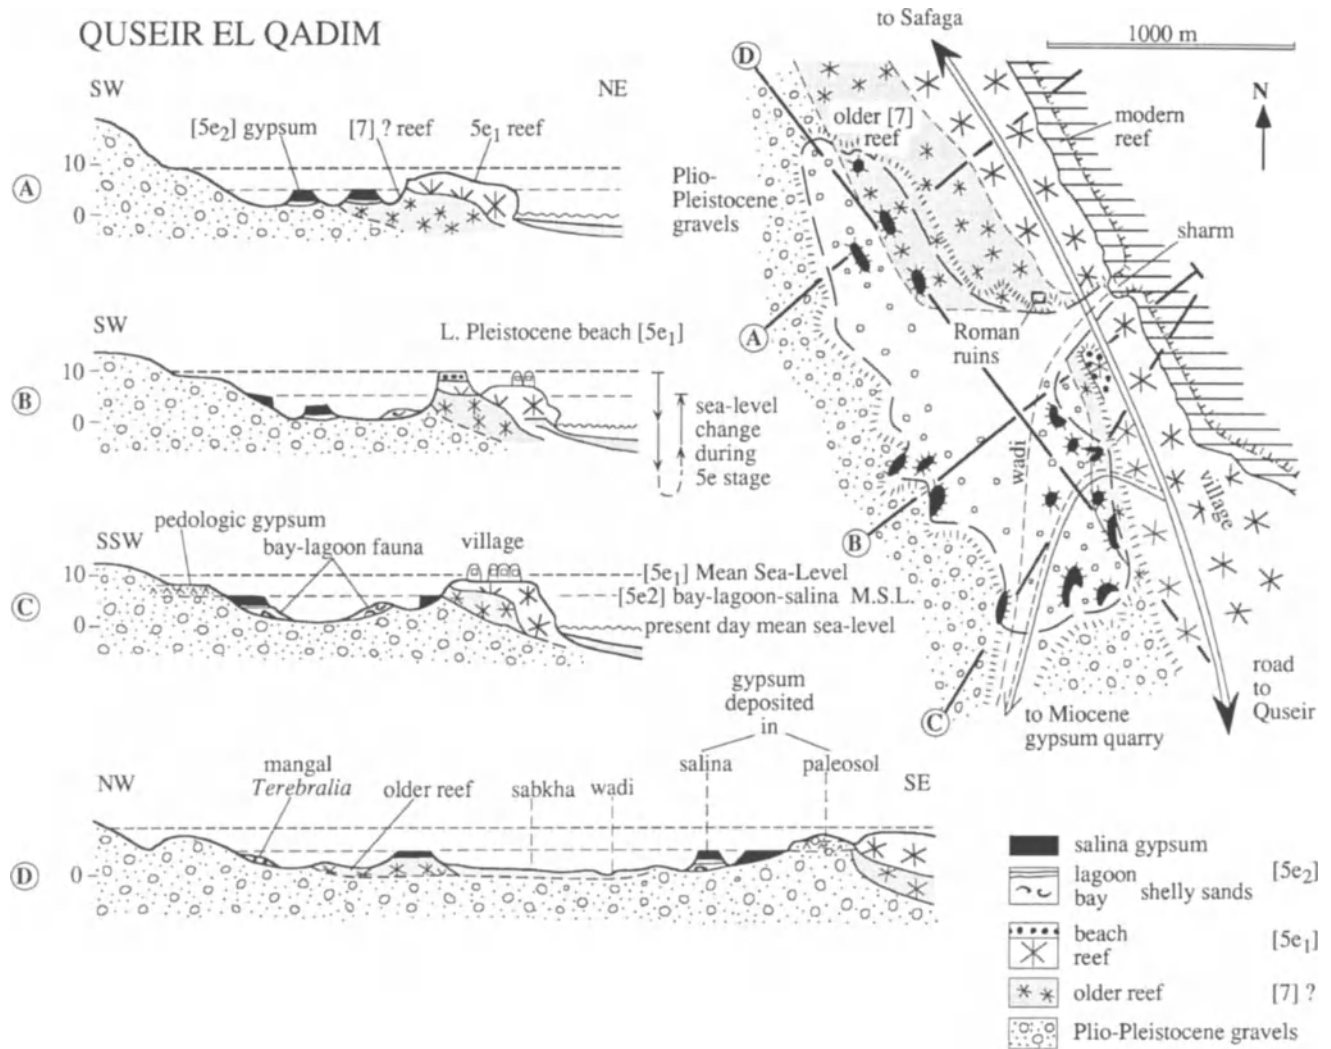 QUSEIR EL QADIM
SW
NE
[5e₂] gypsum
[7] ? reef
5e₁ reef
10
0
A
SW
L. Pleistocene beach [5e₁]
10
0
B
sea-level
change
during
5e stage
pedologic gypsum
SSW
bay-lagoon fauna
village
10
0
C
[5e₁] Mean Sea-Level
[5e2] bay-lagoon-salina M.S.L.
present day mean sea-level
gypsum
deposited
in
NW
mangal
Terebralia
older reef
sabkha
wadi
salina
paleosol
SE
D
0
to Safaga
1000 m
D
N
older [7]
reef
modern
reef
Plio-
Pleistocene
gravels
sharm
A
Roman
ruins
wadi
village
B
C
to Miocene
gypsum quarry
road
to
Quseir
salina gypsum
lagoon
bay
shelly sands
[5e₂]
beach
reef
[5e₁]
older reef
[7] ?
Plio-Pleistocene gravels